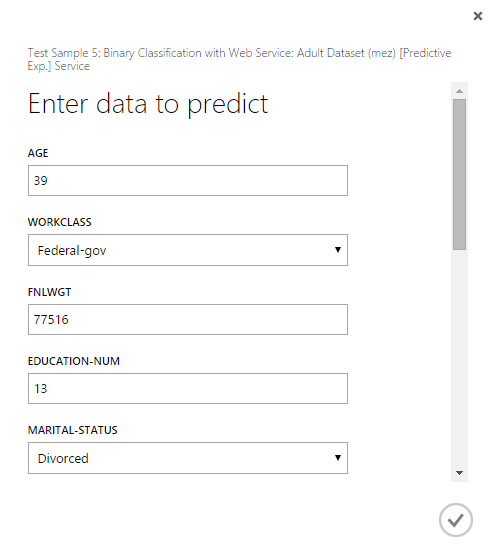 Test Sample 5: Binary Classification with Web Service: Adult Dataset (mez) [Predictive
Exp.] Service
Enter data to predict
AGE
39
WORKCLASS
Federal-gov
FNLWGT
77516
EDUCATION-NUM
13
MARITAL-STATUS
Divorced